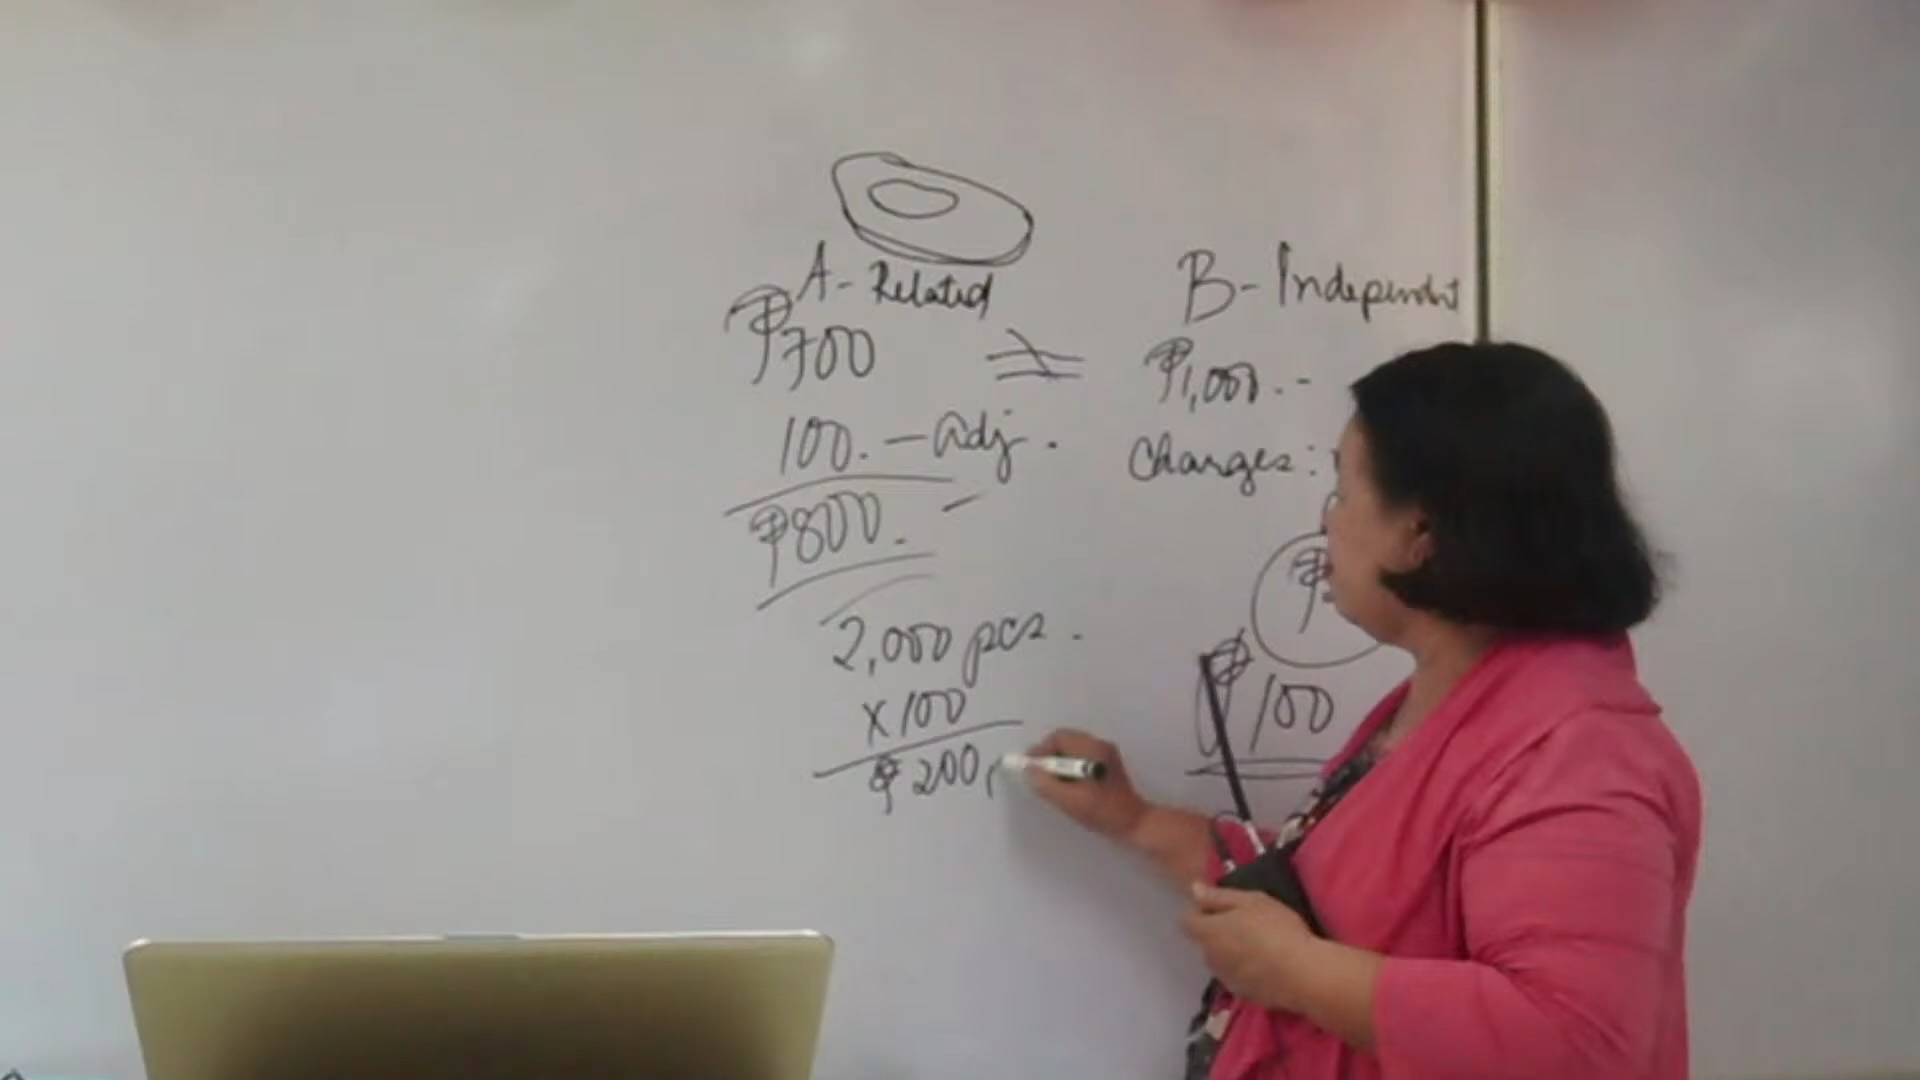 A- Related
B- Independent
₱700 ≠ ₱1,000.-
100. - adj.
Charges:
₱800.-
₱
2,000 pcs.
x 100
₱ 100
₱ 200,